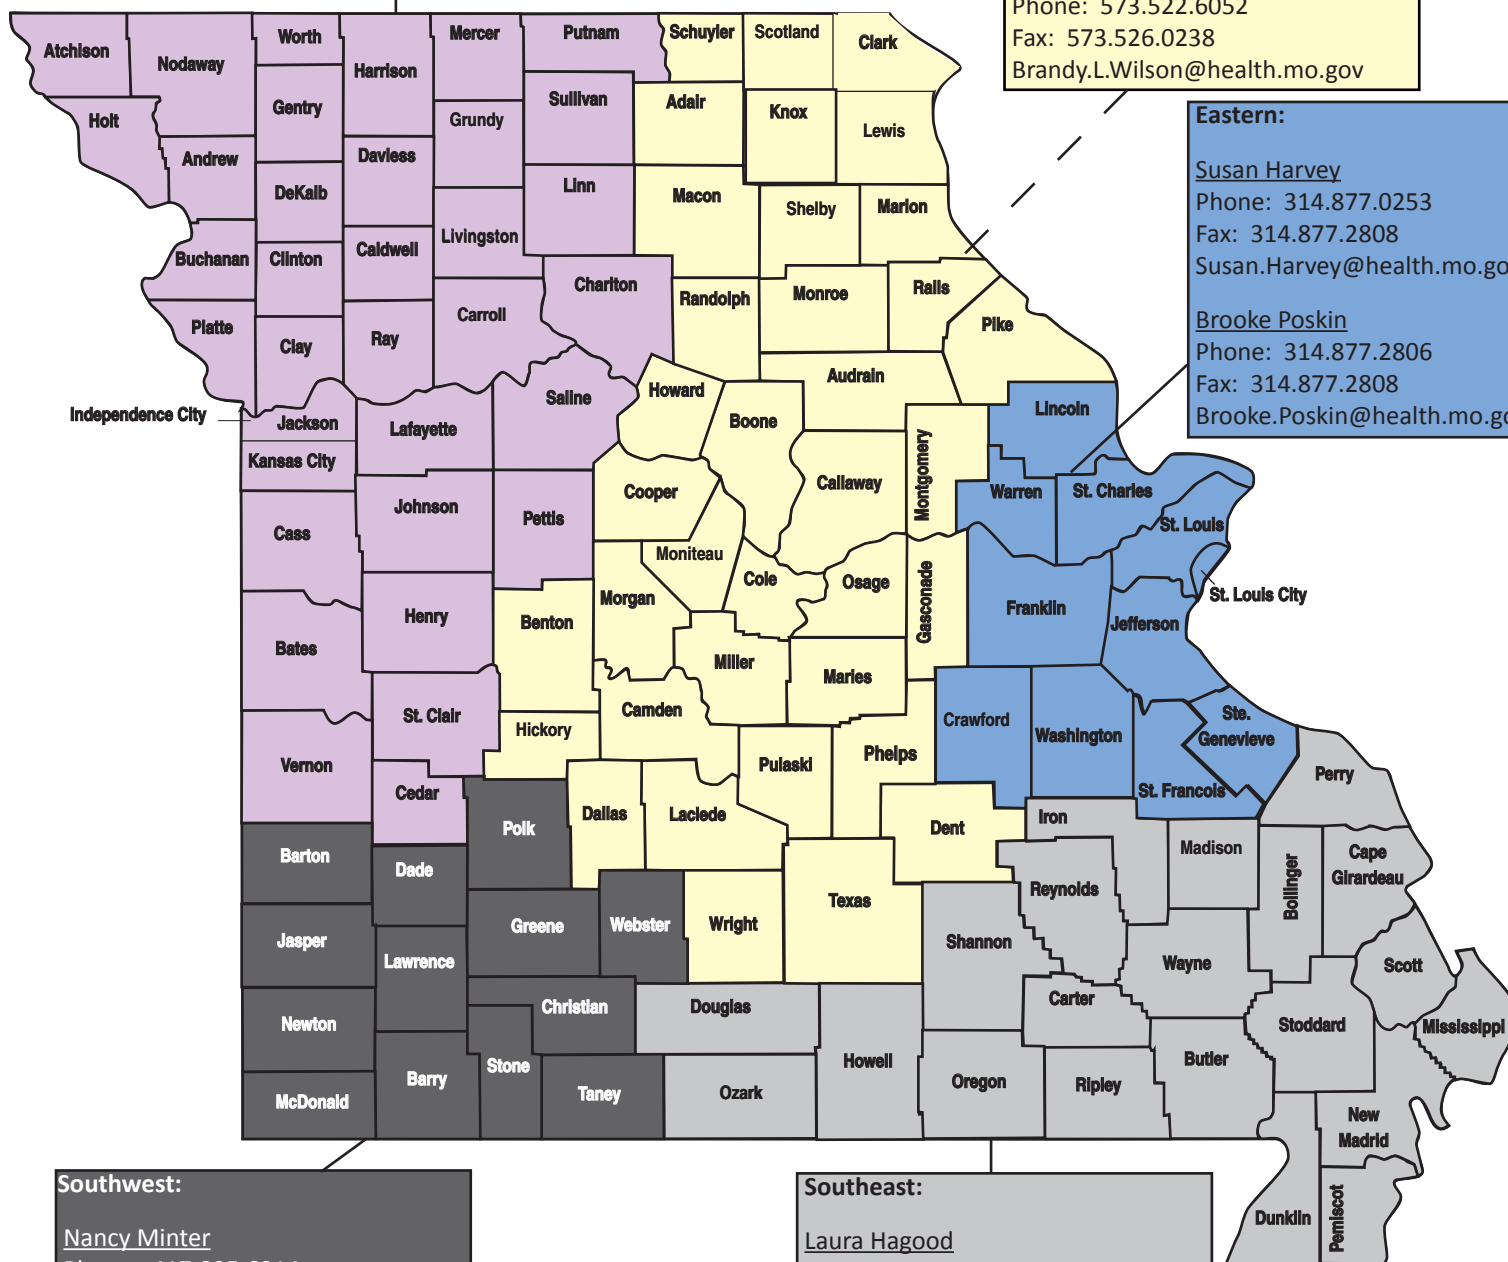 Phone: 573.522.6052
Fax: 573.526.0238
Brandy.L.Wilson@health.mo.gov
Eastern:
Susan Harvey
Phone: 314.877.0253
Fax: 314.877.2808
Susan.Harvey@health.mo.go
Brooke Poskin
Phone: 314.877.2806
Fax: 314.877.2808
Brooke.Poskin@health.mo.go
Atchison
Nodaway
Worth
Harrison
Mercer
Putnam
Schuyler
Scotland
Clark
Holt
Gentry
Grundy
Sullivan
Adair
Knox
Lewis
Andrew
DeKalb
Daviess
Linn
Macon
Shelby
Marion
Buchanan
Clinton
Caldwell
Livingston
Chariton
Randolph
Monroe
Ralls
Pike
Platte
Clay
Ray
Carroll
Audrain
Independence City
Jackson
Kansas City
Lafayette
Saline
Howard
Boone
Callaway
Montgomery
Lincoln
Warren
St. Charles
St. Louis
St. Louis City
Cass
Johnson
Pettis
Cooper
Moniteau
Cole
Osage
Gasconade
Franklin
Jefferson
Bates
Henry
Benton
Morgan
Miller
Maries
St. Clair
Hickory
Camden
Crawford
Washington
Ste.
Genevieve
St. Francois
Vernon
Cedar
Pulaski
Phelps
Perry
Polk
Dallas
Laclede
Dent
Iron
Madison
Bollinger
Cape
Girardeau
Barton
Dade
Greene
Webster
Wright
Texas
Reynolds
Shannon
Wayne
Scott
Jasper
Lawrence
Christian
Douglas
Carter
Stoddard
Mississippi
Newton
Barry
Stone
Taney
Ozark
Howell
Oregon
Ripley
Butler
McDonald
New
Madrid
Dunklin
Pemiscot
Southwest:
Nancy Minter
Southeast:
Laura Hagood